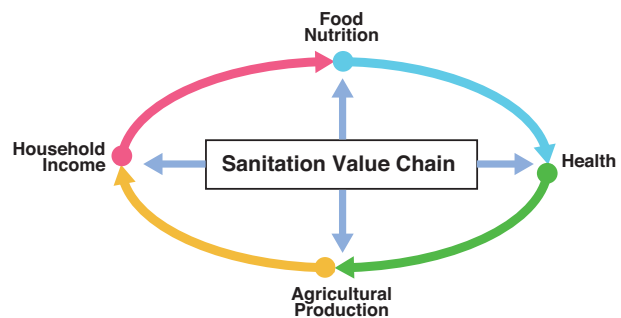 Food
Nutrition
Household
Income
Sanitation Value Chain
Health
Agricultural
Production